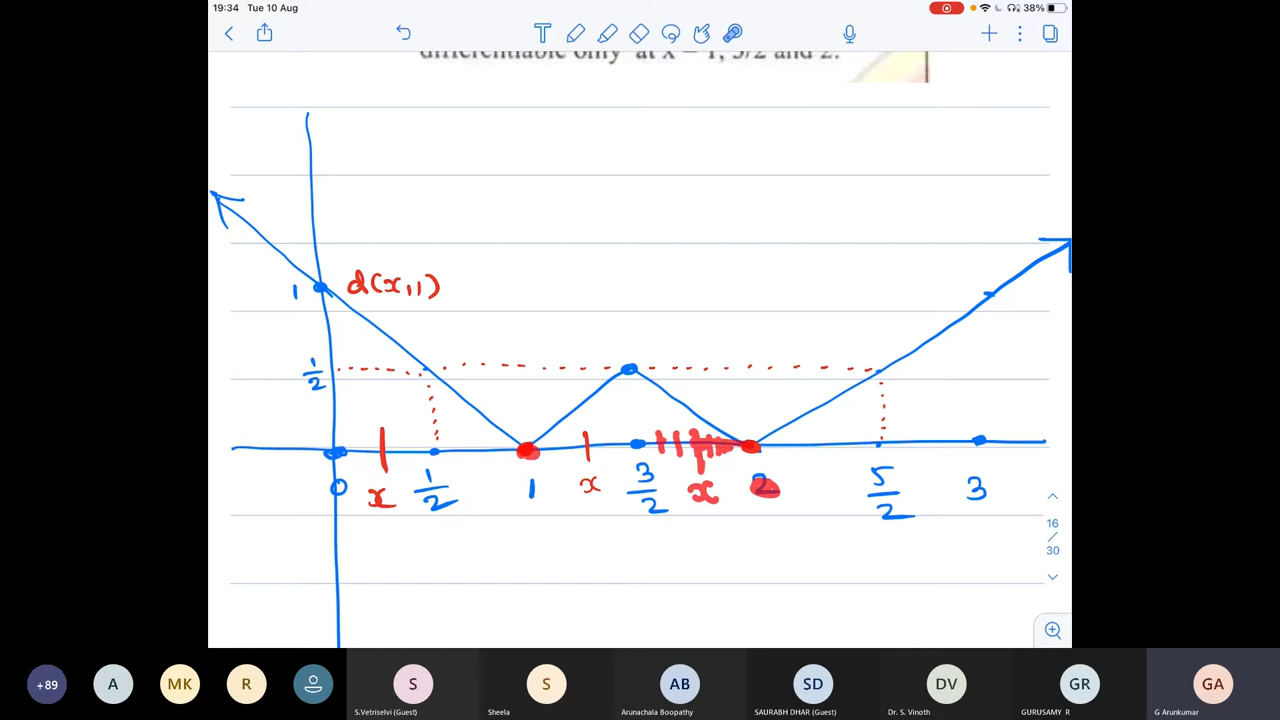 19:34 Tue 10 Aug
38%
T
differentiable only at x = 1, 3/2 and 2.
1
d(x,1)
1/2
0
x
1/2
1
x
3/2
x
2
5/2
3
16
/
30
+89
A
MK
R
S
S.Vetriselvi (Guest)
S
Sheela
AB
Arunachala Boopathy
SD
SAURABH DHAR (Guest)
DV
Dr. S. Vinoth
GR
GURUSAMY R
GA
G Arunkumar